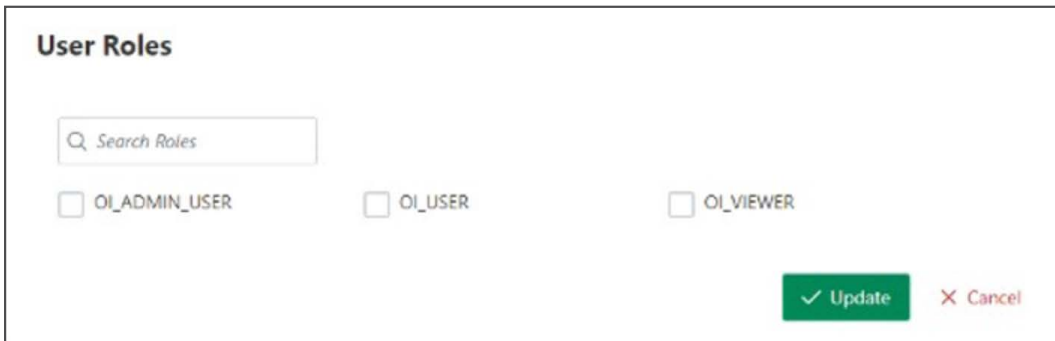 User Roles
Search Roles
OI_ADMIN_USER OI_USER OI_VIEWER
Update Cancel